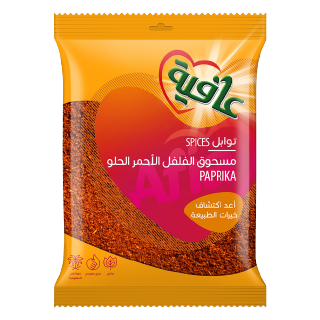 عافية
توابل SPICES
مسحوق الفلفل الأحمر الحلو
PAPRIKA
أعد اكتشاف
خيرات الطبيعة